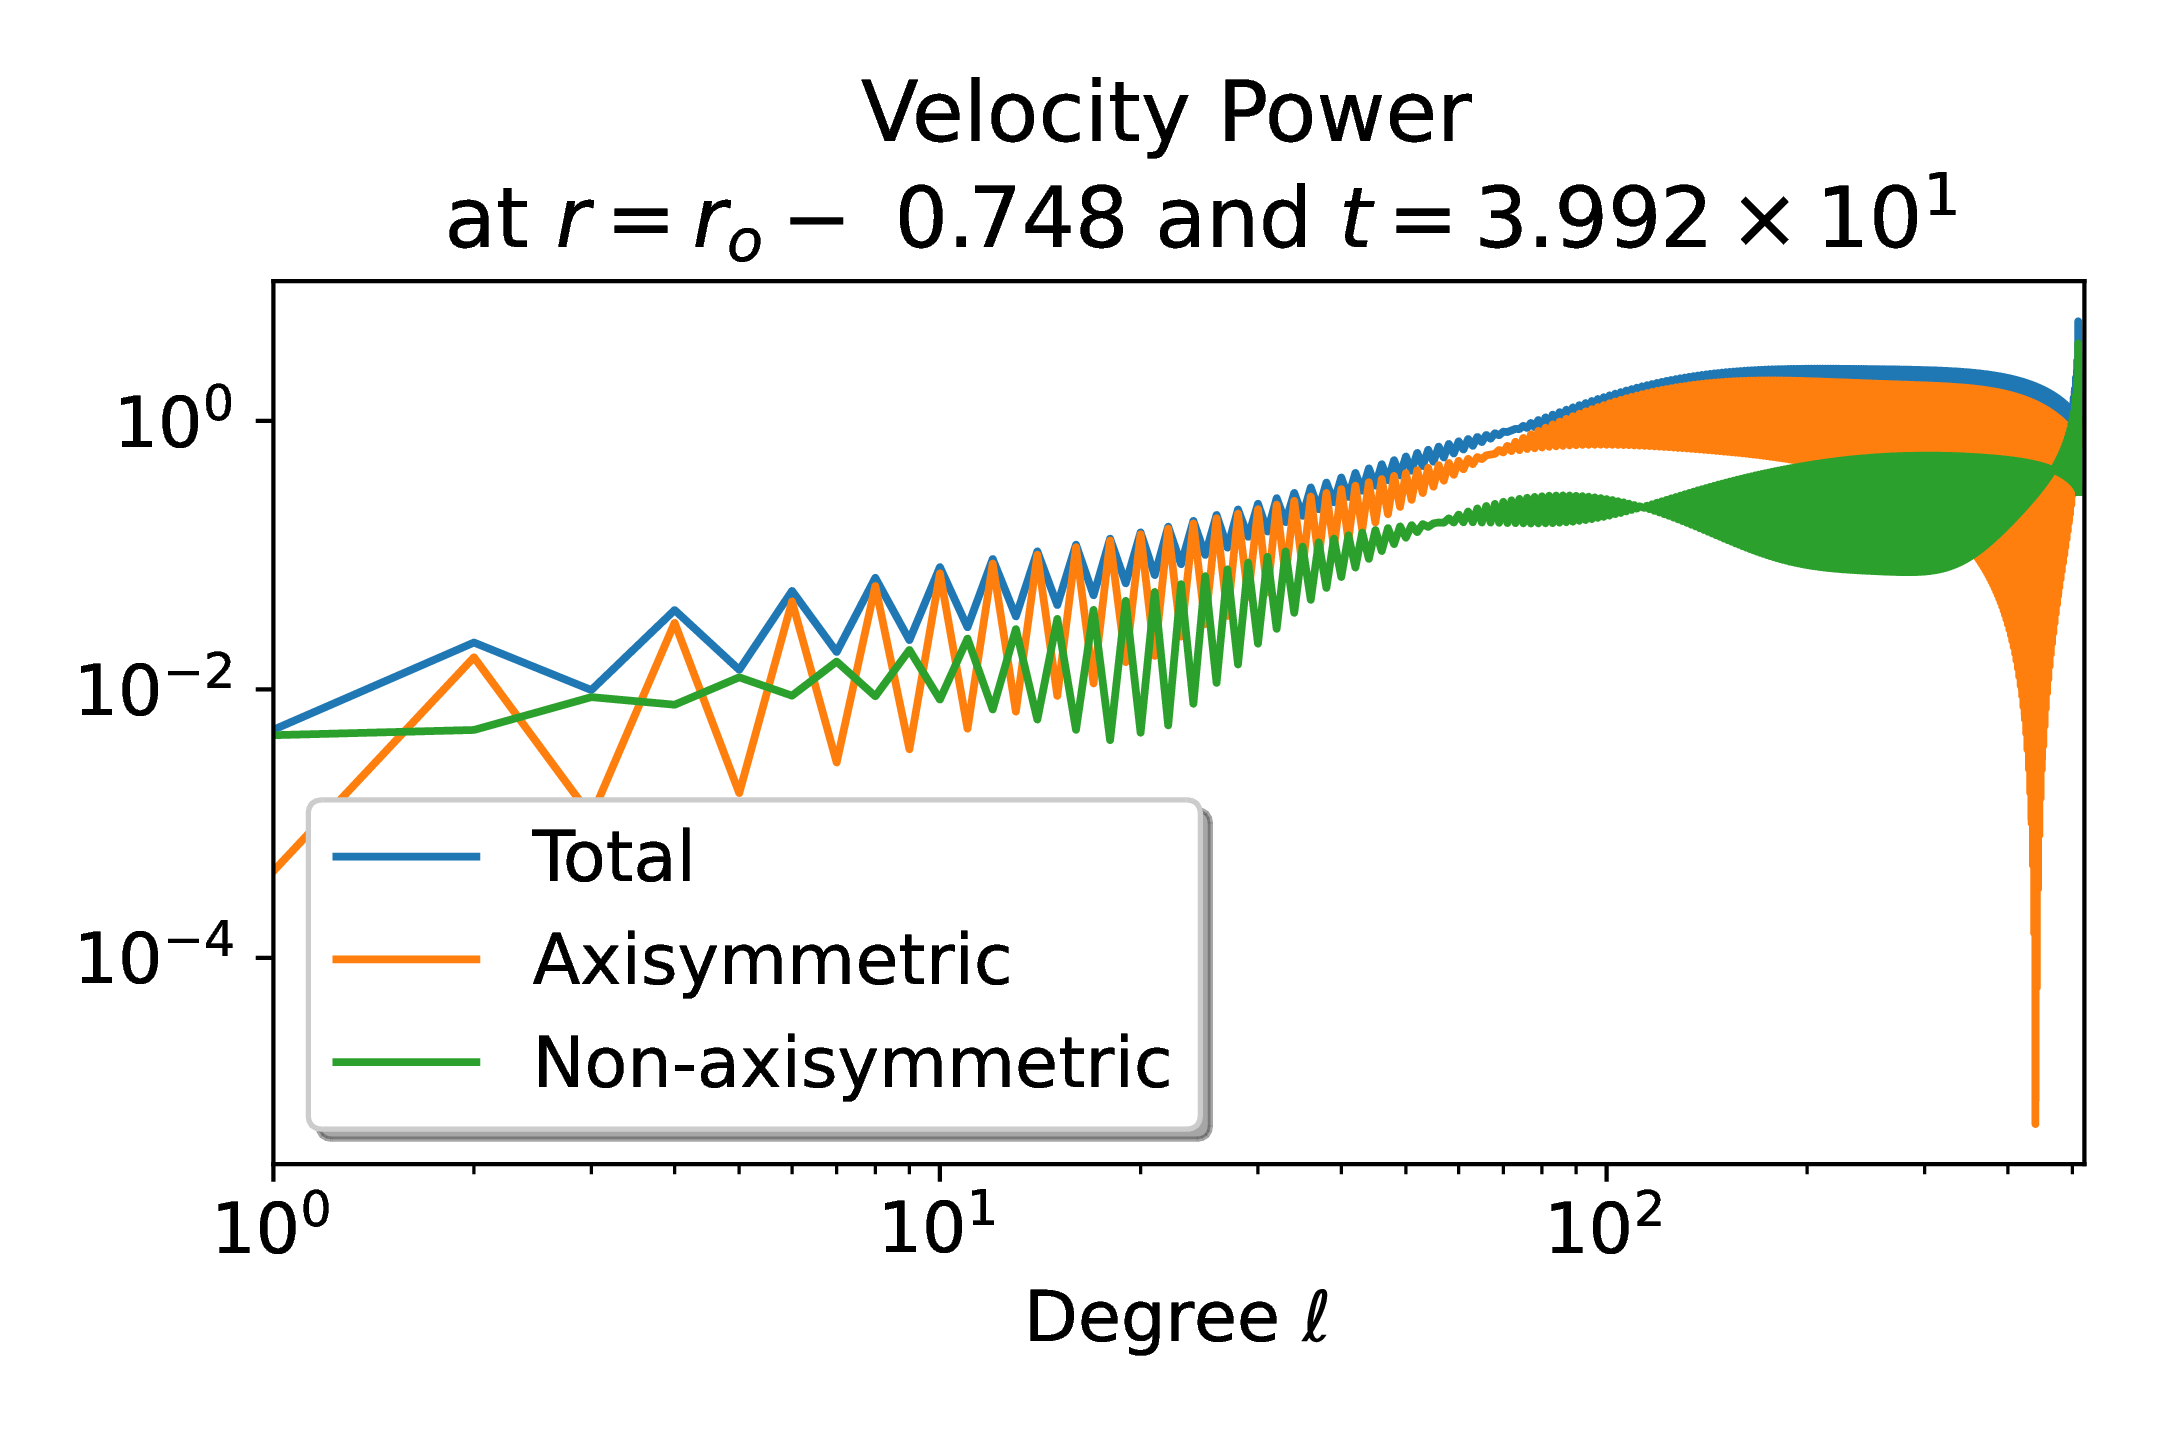 Velocity Power
at r = r_o − 0.748 and t = 3.992 × 10^1
10^0
10^−2
10^−4
Total
Axisymmetric
Non-axisymmetric
10^0 10^1 10^2
Degree ℓ